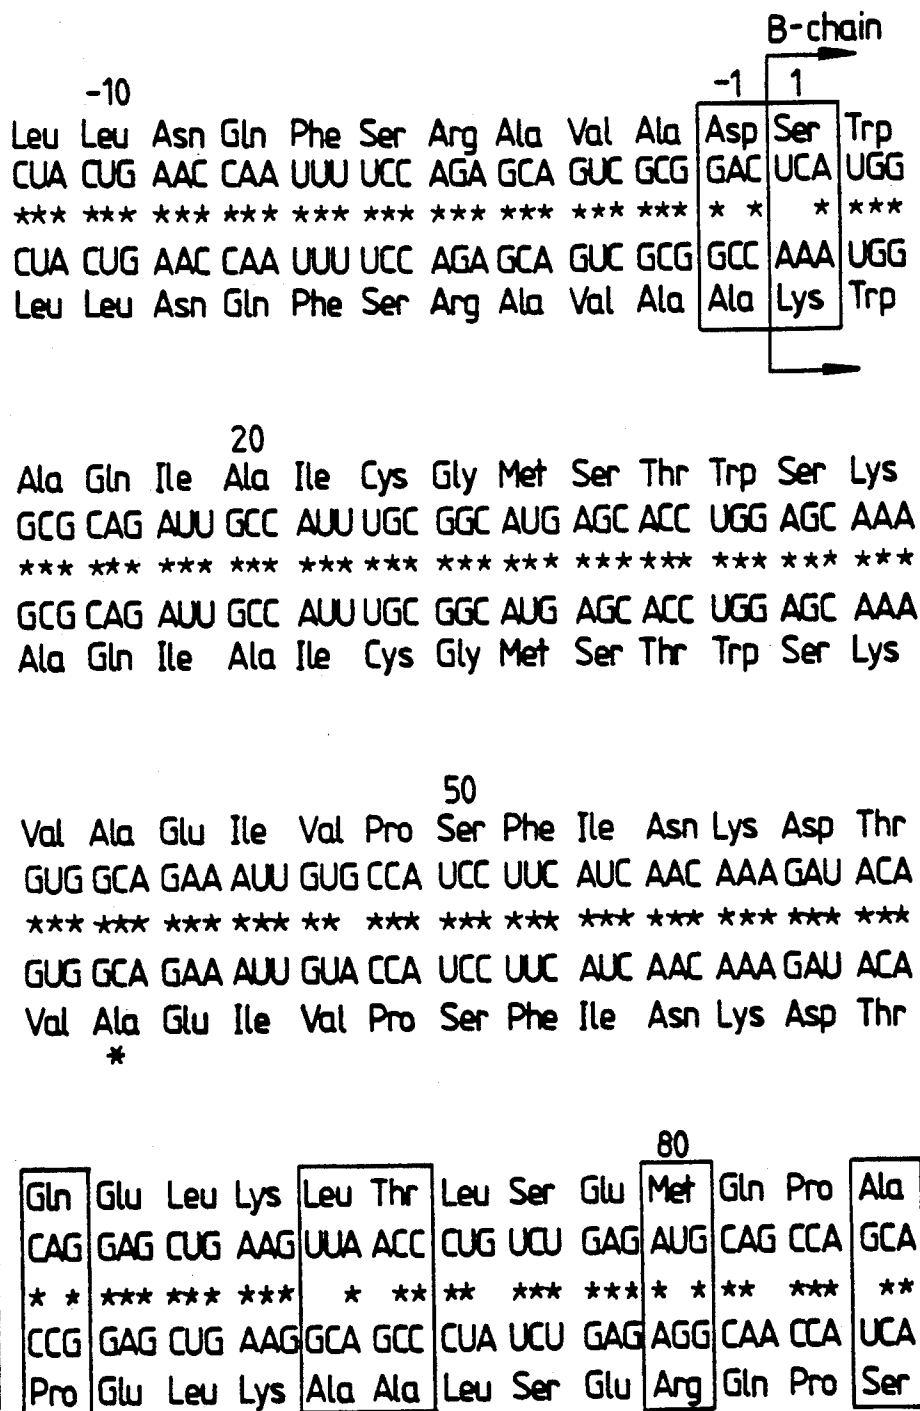 B-chain
-10 -1 1
Leu Leu Asn Gln Phe Ser Arg Ala Val Ala Asp Ser Trp
CUA CUG AAC CAA UUU UCC AGA GCA GUC GCG GAC UCA UGG
*** *** *** *** *** *** *** *** *** *** * * * ***
CUA CUG AAC CAA UUU UCC AGA GCA GUC GCG GCC AAA UGG
Leu Leu Asn Gln Phe Ser Arg Ala Val Ala Ala Lys Trp
20
Ala Gln Ile Ala Ile Cys Gly Met Ser Thr Trp Ser Lys
GCG CAG AUU GCC AUU UGC GGC AUG AGC ACC UGG AGC AAA
*** *** *** *** *** *** *** *** *** *** *** *** ***
GCG CAG AUU GCC AUU UGC GGC AUG AGC ACC UGG AGC AAA
Ala Gln Ile Ala Ile Cys Gly Met Ser Thr Trp Ser Lys
50
Val Ala Glu Ile Val Pro Ser Phe Ile Asn Lys Asp Thr
GUG GCA GAA AUU GUG CCA UCC UUC AUC AAC AAA GAU ACA
*** *** *** *** ** *** *** *** *** *** *** *** ***
GUG GCA GAA AUU GUA CCA UCC UUC AUC AAC AAA GAU ACA
Val Ala Glu Ile Val Pro Ser Phe Ile Asn Lys Asp Thr
*
80
Gln Glu Leu Lys Leu Thr Leu Ser Glu Met Gln Pro Ala
CAG GAG CUG AAG UUA ACC CUG UCU GAG AUG CAG CCA GCA
* * *** *** *** * ** ** *** *** * * ** *** **
CCG GAG CUG AAG GCA GCC CUA UCU GAG AGG CAA CCA UCA
Pro Glu Leu Lys Ala Ala Leu Ser Glu Arg Gln Pro Ser